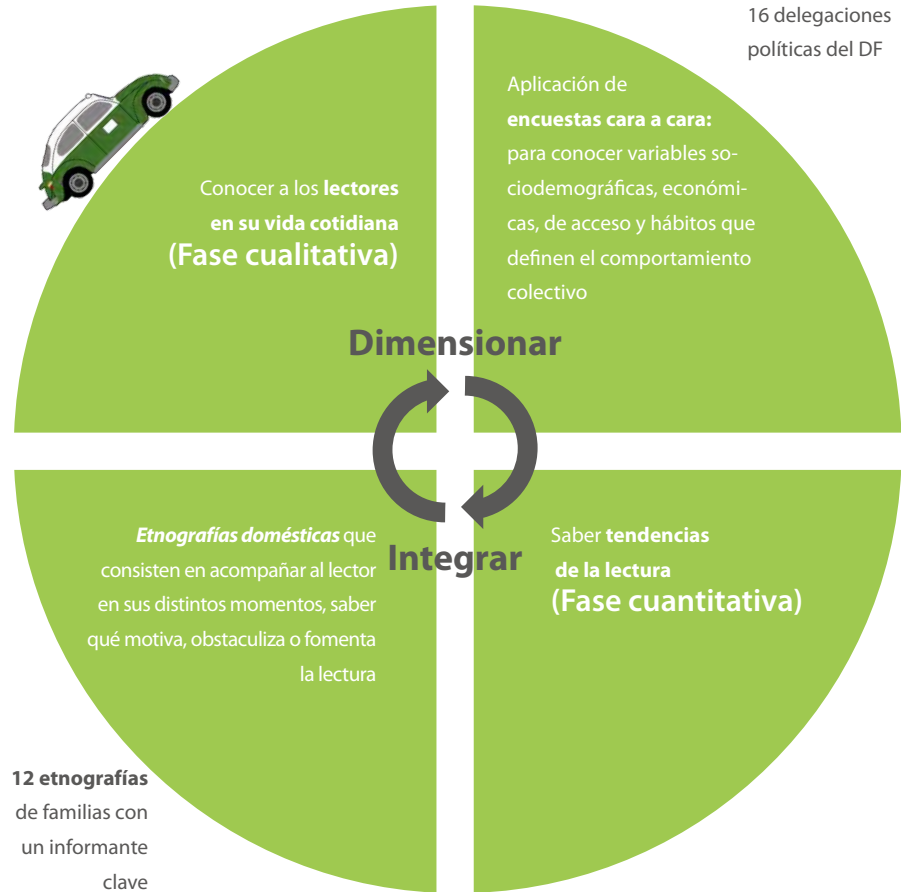 16 delegaciones
políticas del DF
Conocer a los lectores
en su vida cotidiana
(Fase cualitativa)
Aplicación de
encuestas cara a cara:
para conocer variables so-
ciodemográficas, económi-
cas, de acceso y hábitos que
definen el comportamiento
colectivo
Dimensionar
Integrar
Etnografías domésticas que
consisten en acompañar al lector
en sus distintos momentos, saber
qué motiva, obstaculiza o fomenta
la lectura
Saber tendencias
de la lectura
(Fase cuantitativa)
12 etnografías
de familias con
un informante
clave